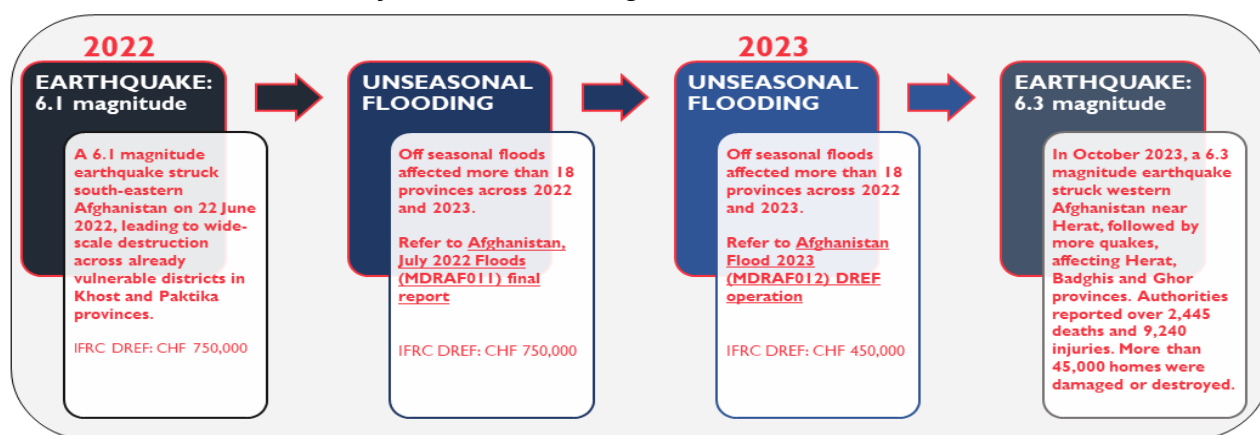 2022
EARTHQUAKE:
6.1 magnitude
A 6.1 magnitude
earthquake struck
south-eastern
Afghanistan on 22 June
2022, leading to wide-
scale destruction
across already
vulnerable districts in
Khost and Paktika
provinces.
IFRC DREF: CHF 750,000
UNSEASONAL
FLOODING
Off seasonal floods
affected more than 18
provinces across 2022
and 2023.
Refer to Afghanistan,
July 2022 Floods
(MDRAF011) final
report
IFRC DREF: CHF 750,000
2023
UNSEASONAL
FLOODING
Off seasonal floods
affected more than 18
provinces across 2022
and 2023.
Refer to Afghanistan
Flood 2023
(MDRAF012) DREF
operation
IFRC DREF: CHF 450,000
EARTHQUAKE:
6.3 magnitude
In October 2023, a 6.3
magnitude earthquake
struck western
Afghanistan near
Herat, followed by
more quakes,
affecting Herat,
Badghis and Ghor
provinces. Authorities
reported over 2,445
deaths and 9,240
injuries. More than
45,000 homes were
damaged or destroyed.